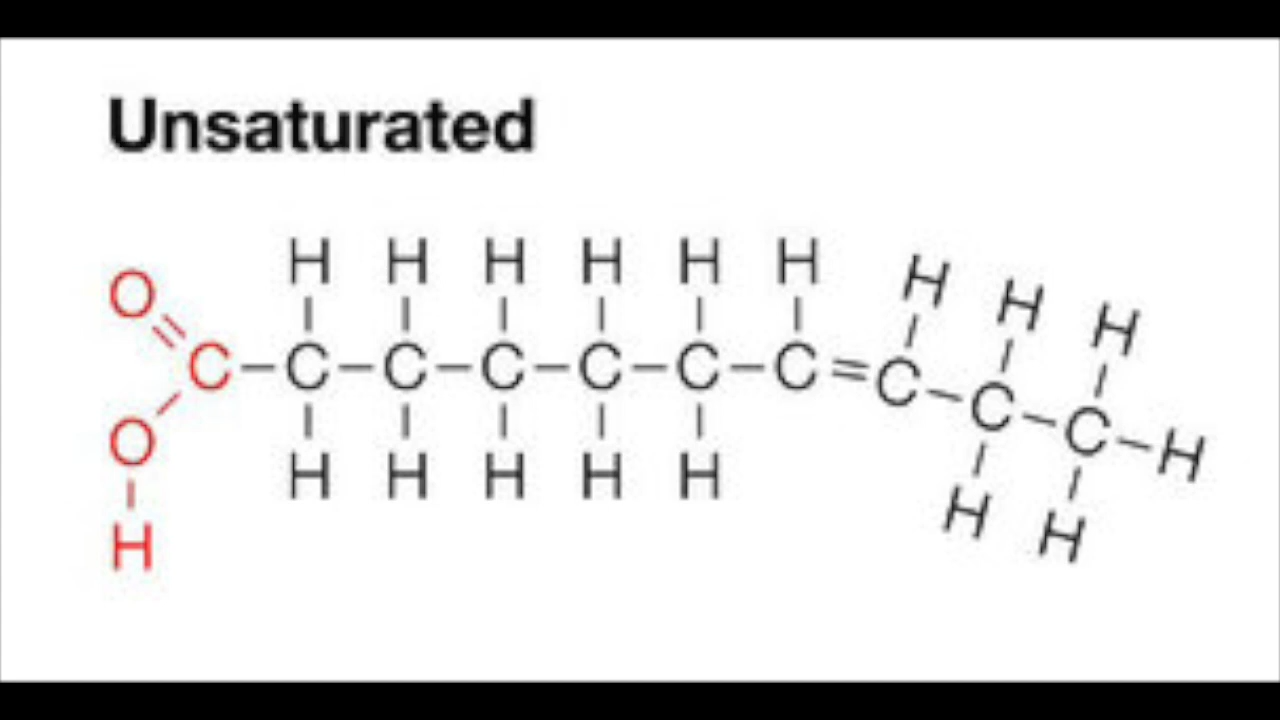 Unsaturated
H H H H H H H H H
O
C–C–C–C–C–C–C=C–C–C–H
O
H H H H H H H
H